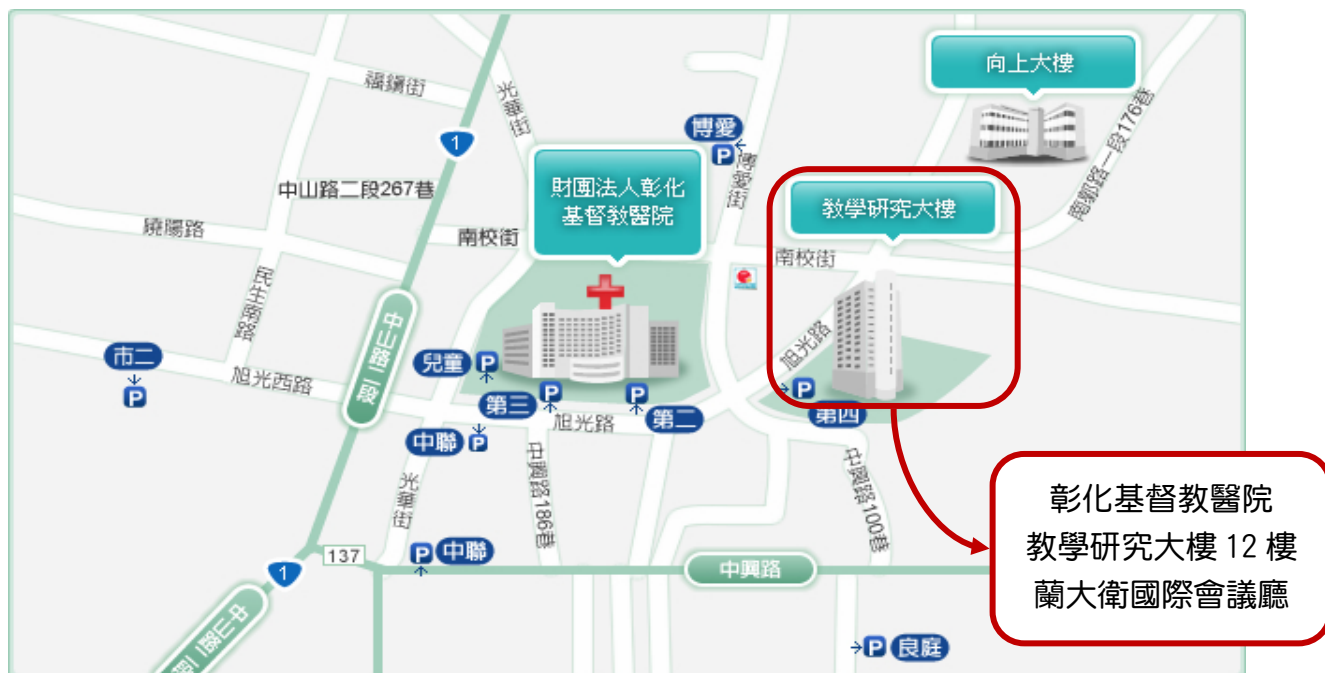 向上大樓
福鎮街
光華街
博愛
P
南郭路一段176巷
1
博愛街
財團法人彰化
基督教醫院
教學研究大樓
中山路二段267巷
曉陽路
南校街
南校街
民生南路
中山路二段
旭光路
市二
P
兒童
P
旭光西路
第三
P
P
第二
P
第四
旭光路
中聯
P
光華街
中興路186巷
中興路100巷
彰化基督教醫院
教學研究大樓 12 樓
蘭大衛國際會議廳
137
P
中聯
1
中興路
中山路二段
P
良庭